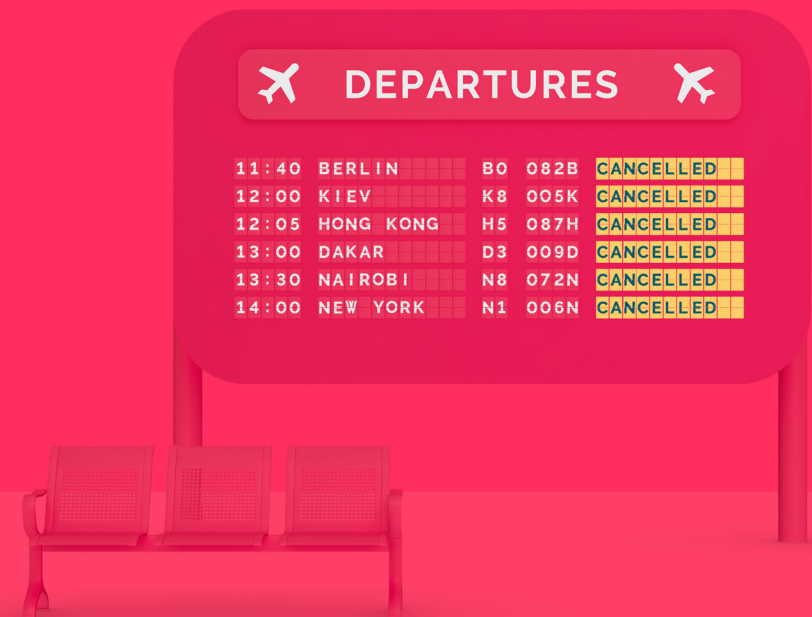 DEPARTURES
11:40 BERLIN B0 082B CANCELLED
12:00 KIEV K8 005K CANCELLED
12:05 HONG KONG H5 087H CANCELLED
13:00 DAKAR D3 009D CANCELLED
13:30 NAIROBI N8 072N CANCELLED
14:00 NEW YORK N1 006N CANCELLED